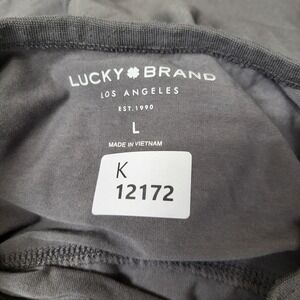 LUCKY BRAND
LOS ANGELES
EST. 1990
L
MADE IN VIETNAM
K
12172